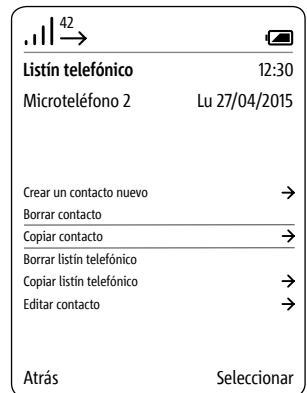 42
Listín telefónico 12:30
Microteléfono 2 Lu 27/04/2015
Crear un contacto nuevo
Borrar contacto
Copiar contacto
Borrar listín telefónico
Copiar listín telefónico
Editar contacto
Atrás Seleccionar